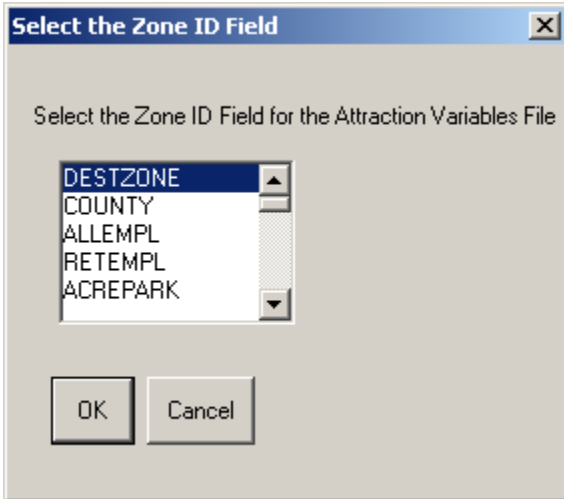 Select the Zone ID Field
Select the Zone ID Field for the Attraction Variables File
DESTZONE
COUNTY
ALLEMPL
RETEMPL
ACREPARK
OK Cancel